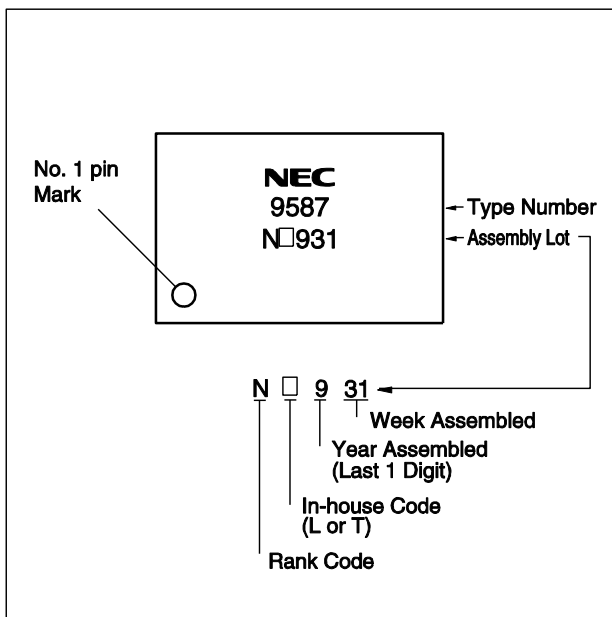 No. 1 pin
Mark
NEC
9587
N□931
Type Number
Assembly Lot
N □ 9 31
Week Assembled
Year Assembled
(Last 1 Digit)
In-house Code
(L or T)
Rank Code